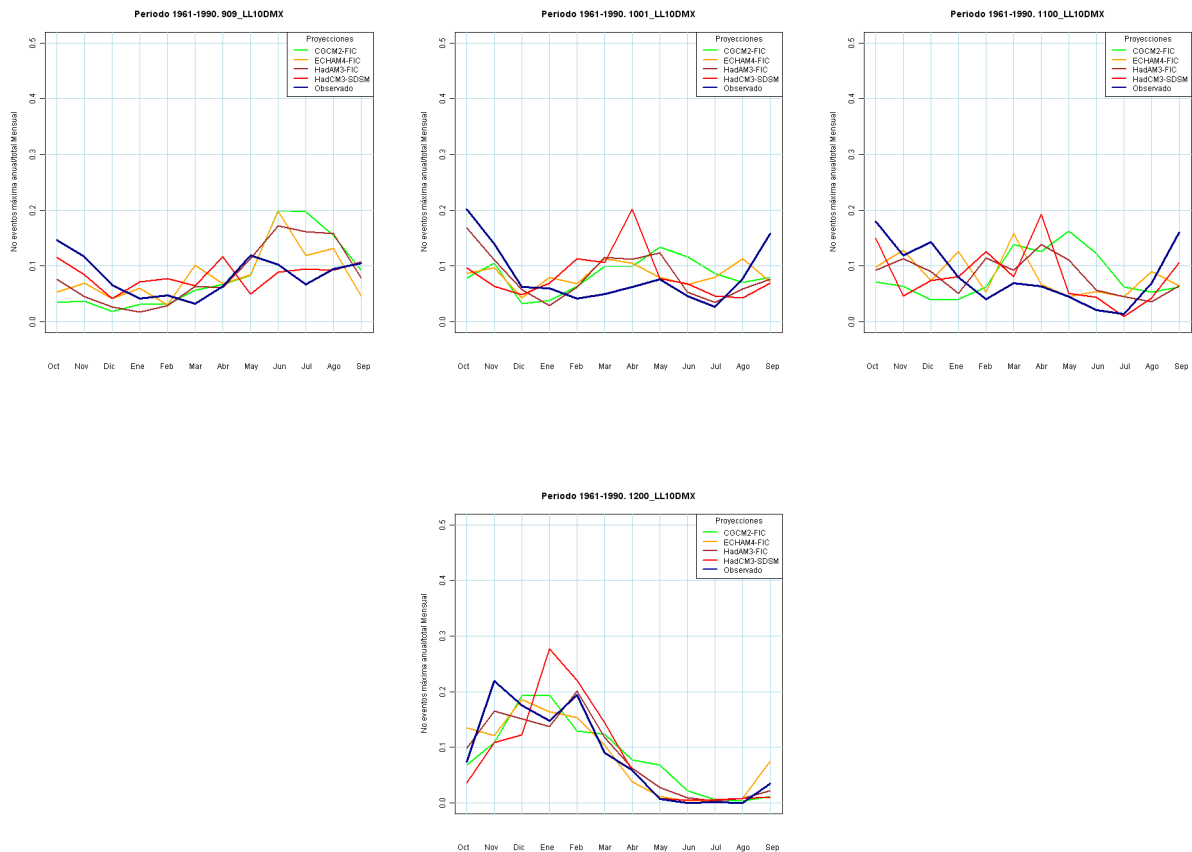 Periodo 1961-1990. 909_LL10DMX
Proyecciones
CGCM2-FIC
ECHAM4-FIC
HadAM3-FIC
HadCM3-SDSM
Observado
No eventos máxima anual/total Mensual
0.5
0.4
0.3
0.2
0.1
0.0
Oct Nov Dic Ene Feb Mar Abr May Jun Jul Ago Sep
Periodo 1961-1990. 1001_LL10DMX
Proyecciones
CGCM2-FIC
ECHAM4-FIC
HadAM3-FIC
HadCM3-SDSM
Observado
No eventos máxima anual/total Mensual
0.5
0.4
0.3
0.2
0.1
0.0
Oct Nov Dic Ene Feb Mar Abr May Jun Jul Ago Sep
Periodo 1961-1990. 1100_LL10DMX
Proyecciones
CGCM2-FIC
ECHAM4-FIC
HadAM3-FIC
HadCM3-SDSM
Observado
No eventos máxima anual/total Mensual
0.5
0.4
0.3
0.2
0.1
0.0
Oct Nov Dic Ene Feb Mar Abr May Jun Jul Ago Sep
Periodo 1961-1990. 1200_LL10DMX
Proyecciones
CGCM2-FIC
ECHAM4-FIC
HadAM3-FIC
HadCM3-SDSM
Observado
No eventos máxima anual/total Mensual
0.5
0.4
0.3
0.2
0.1
0.0
Oct Nov Dic Ene Feb Mar Abr May Jun Jul Ago Sep